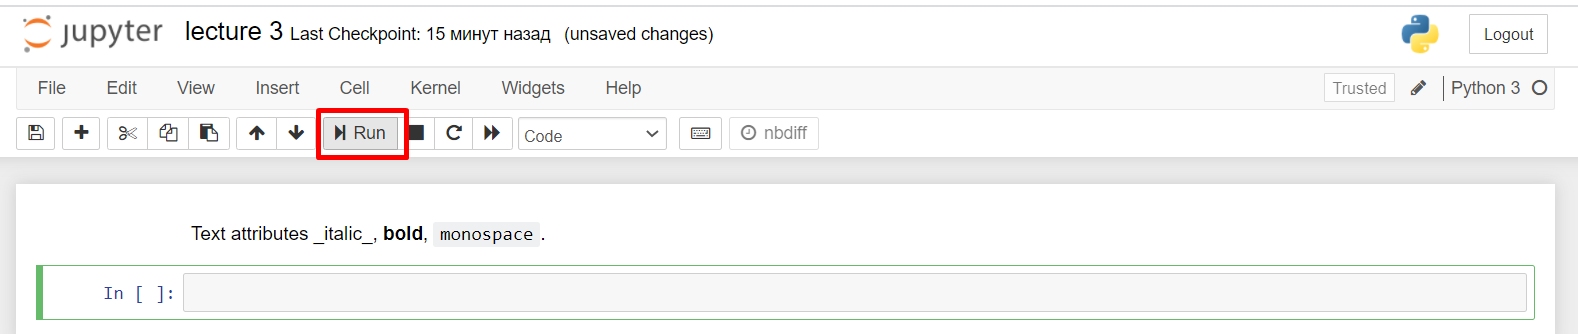 jupyter lecture 3 Last Checkpoint: 15 минут назад (unsaved changes) Logout
File Edit View Insert Cell Kernel Widgets Help Trusted Python 3
Run Code nbdiff
Text attributes _italic_, bold, monospace.
In [ ]: